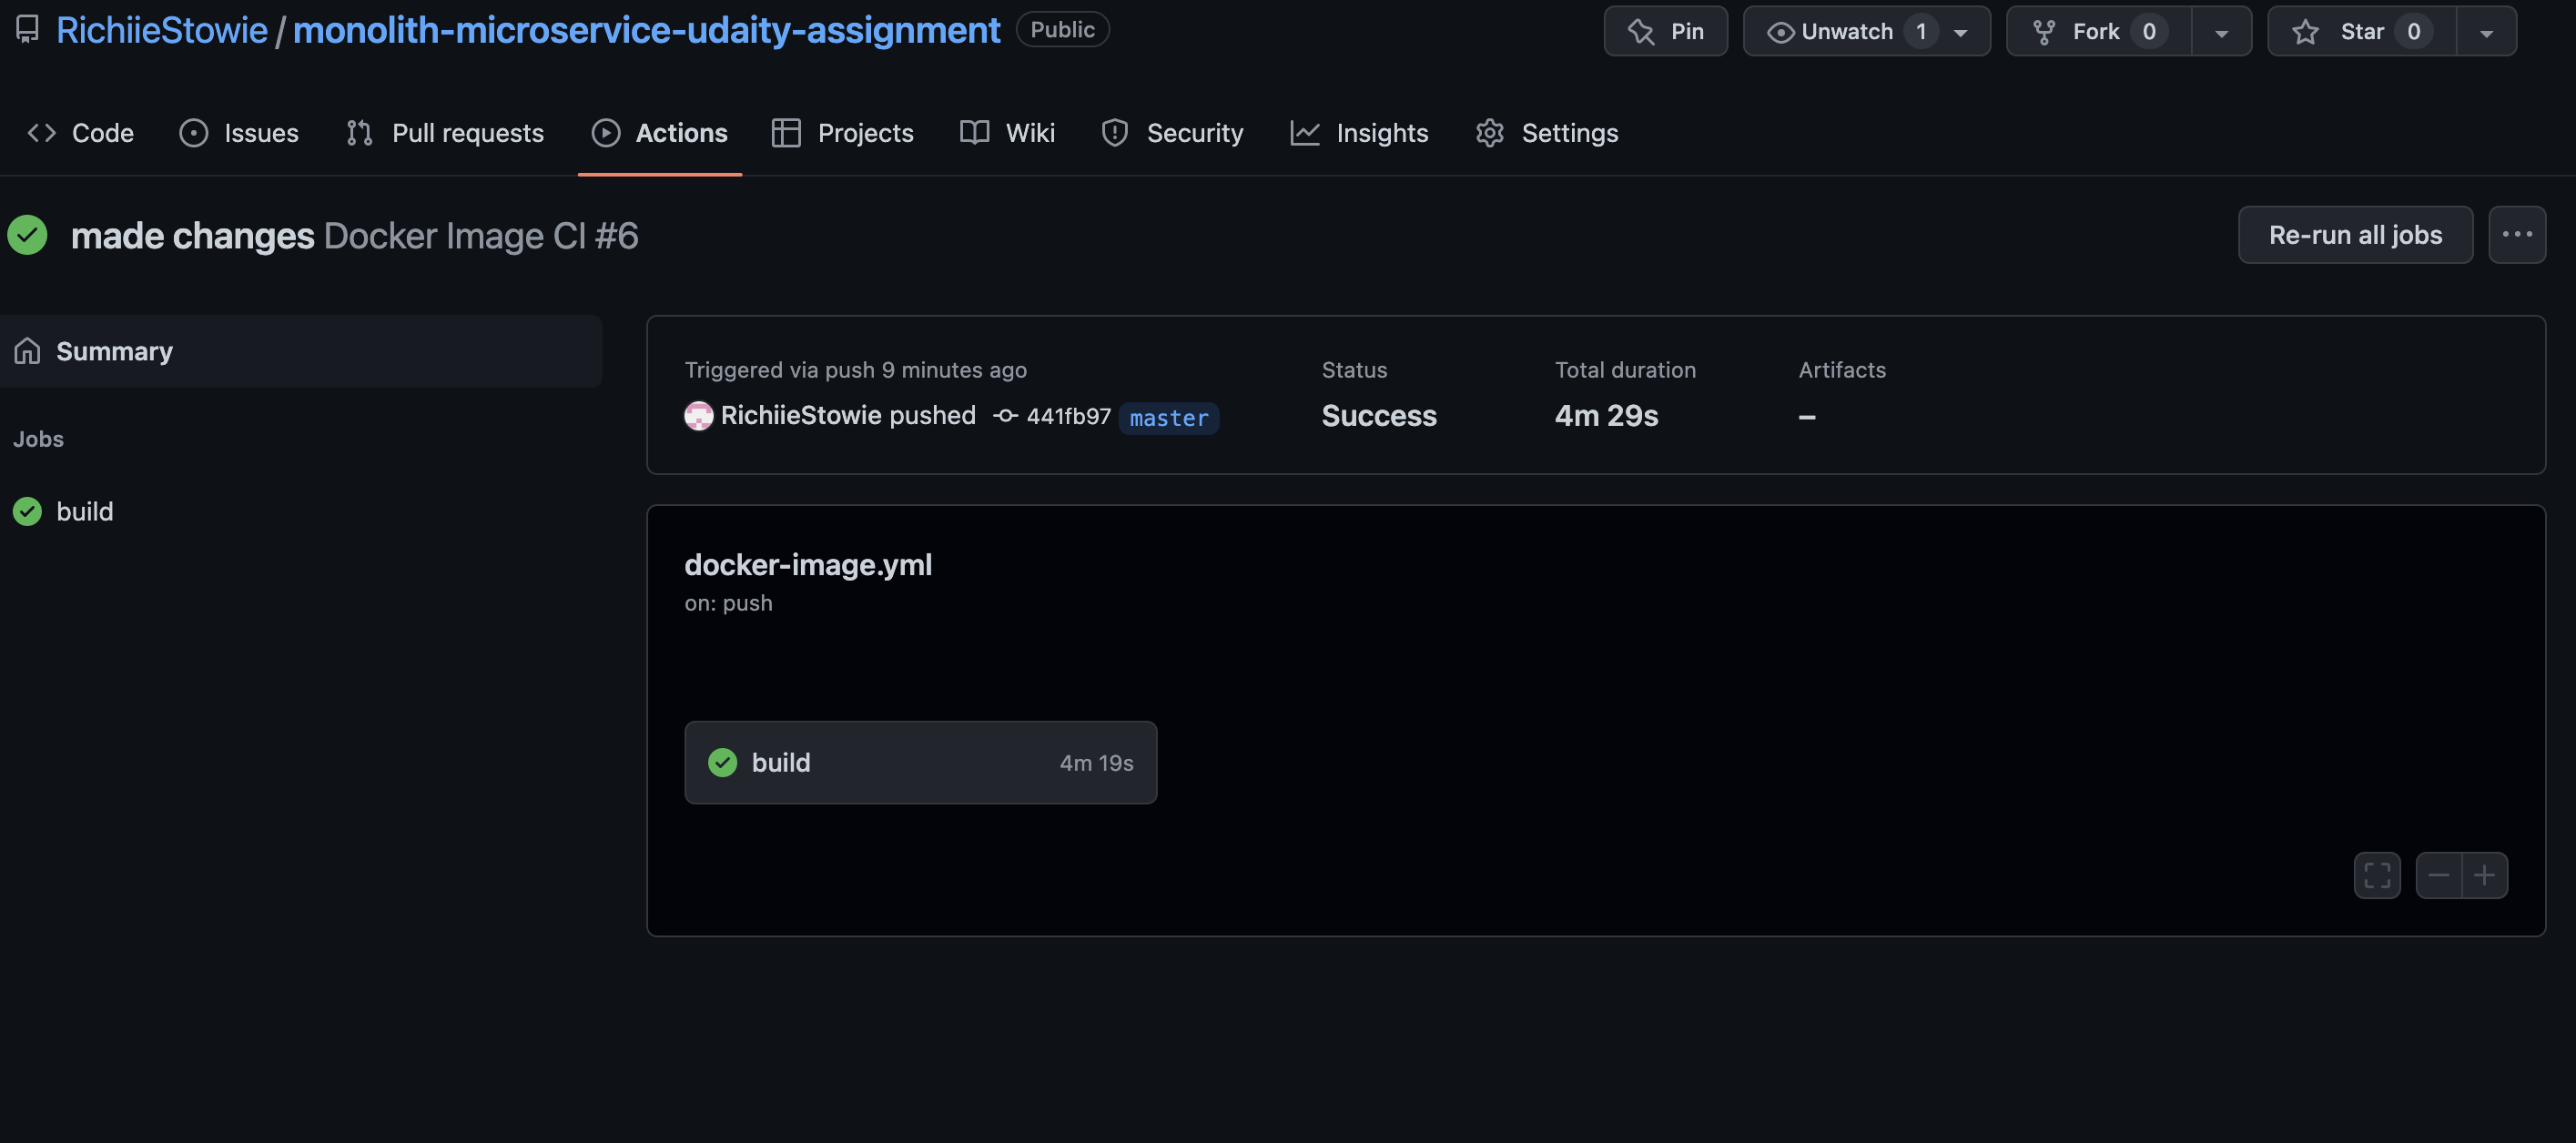 RichiieStowie / monolith-microservice-udaity-assignment Public Pin Unwatch 1 Fork 0 Star 0
Code Issues Pull requests Actions Projects Wiki Security Insights Settings
made changes Docker Image CI #6 Re-run all jobs
Summary
Jobs
build
Triggered via push 9 minutes ago Status Total duration Artifacts
RichiieStowie pushed 441fb97 master Success 4m 29s –
docker-image.yml
on: push
build 4m 19s